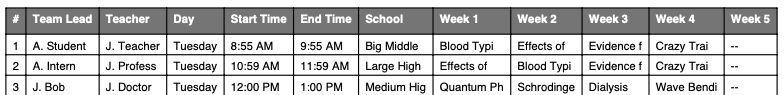 # Team Lead Teacher Day Start Time End Time School Week 1 Week 2 Week 3 Week 4 Week 5
1 A. Student J. Teacher Tuesday 8:55 AM 9:55 AM Big Middle Blood Typi Effects of Evidence f Crazy Trai --
2 A. Intern J. Profess Tuesday 10:59 AM 11:59 AM Large High Effects of Blood Typi Evidence f Crazy Trai --
3 J. Bob J. Doctor Tuesday 12:00 PM 1:00 PM Medium Hig Quantum Ph Schrodinge Dialysis Wave Bendi --